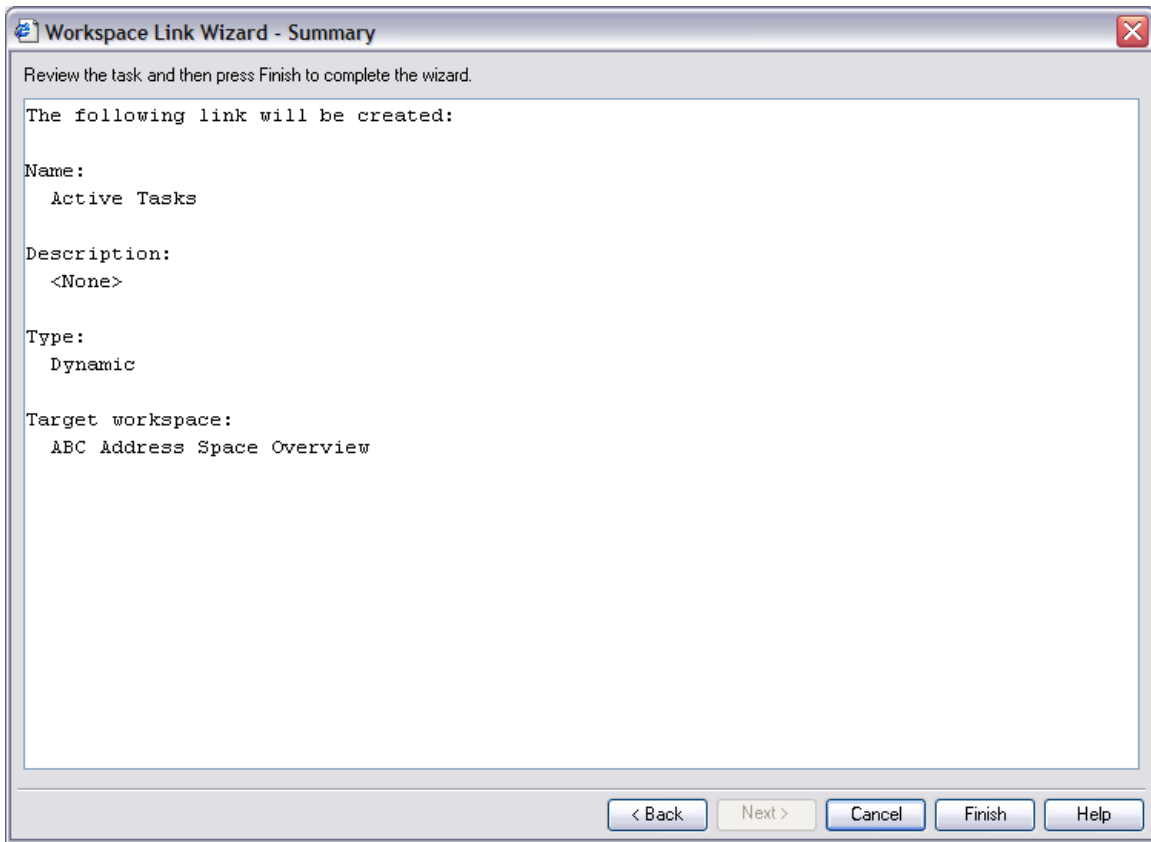 Workspace Link Wizard - Summary
Review the task and then press Finish to complete the wizard.
The following link will be created:
Name:
Active Tasks
Description:
<None>
Type:
Dynamic
Target workspace:
ABC Address Space Overview
< Back Next > Cancel Finish Help